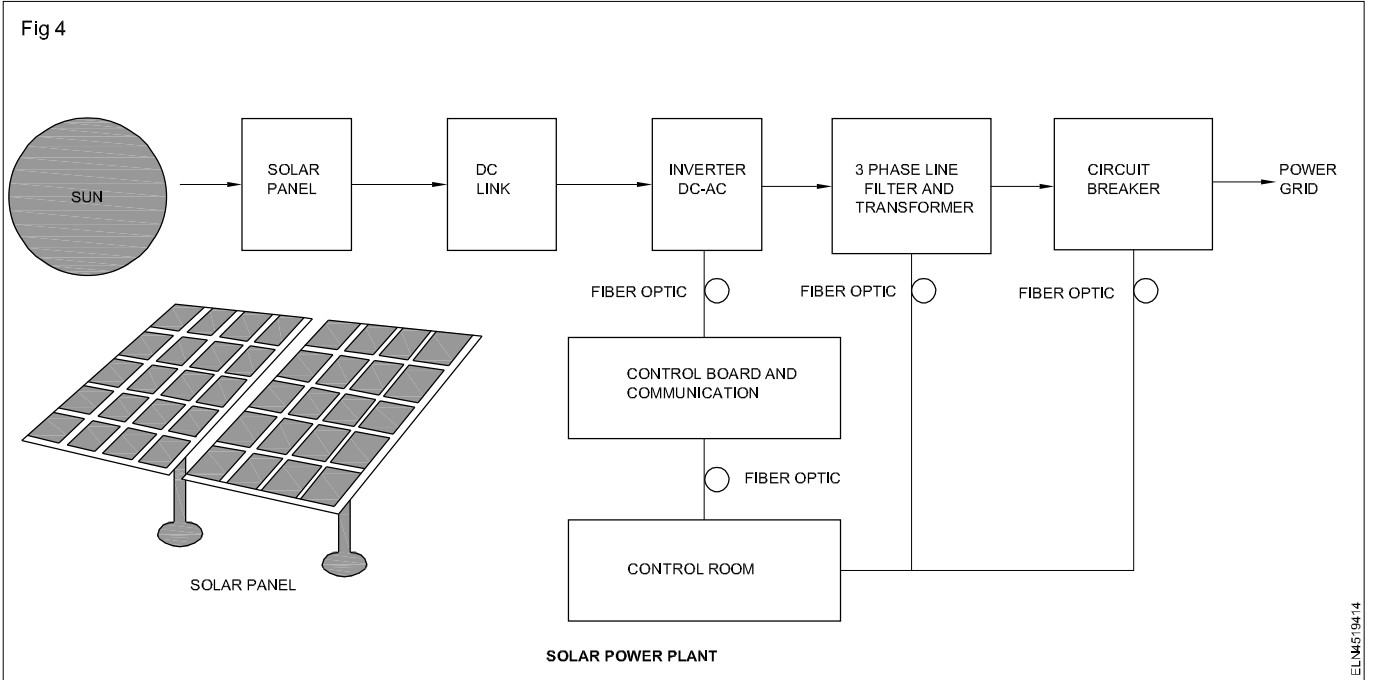 Fig 4
SUN
SOLAR
PANEL
DC
LINK
INVERTER
DC-AC
3 PHASE LINE
FILTER AND
TRANSFORMER
CIRCUIT
BREAKER
POWER
GRID
FIBER OPTIC
FIBER OPTIC
FIBER OPTIC
CONTROL BOARD AND
COMMUNICATION
FIBER OPTIC
CONTROL ROOM
SOLAR PANEL
SOLAR POWER PLANT